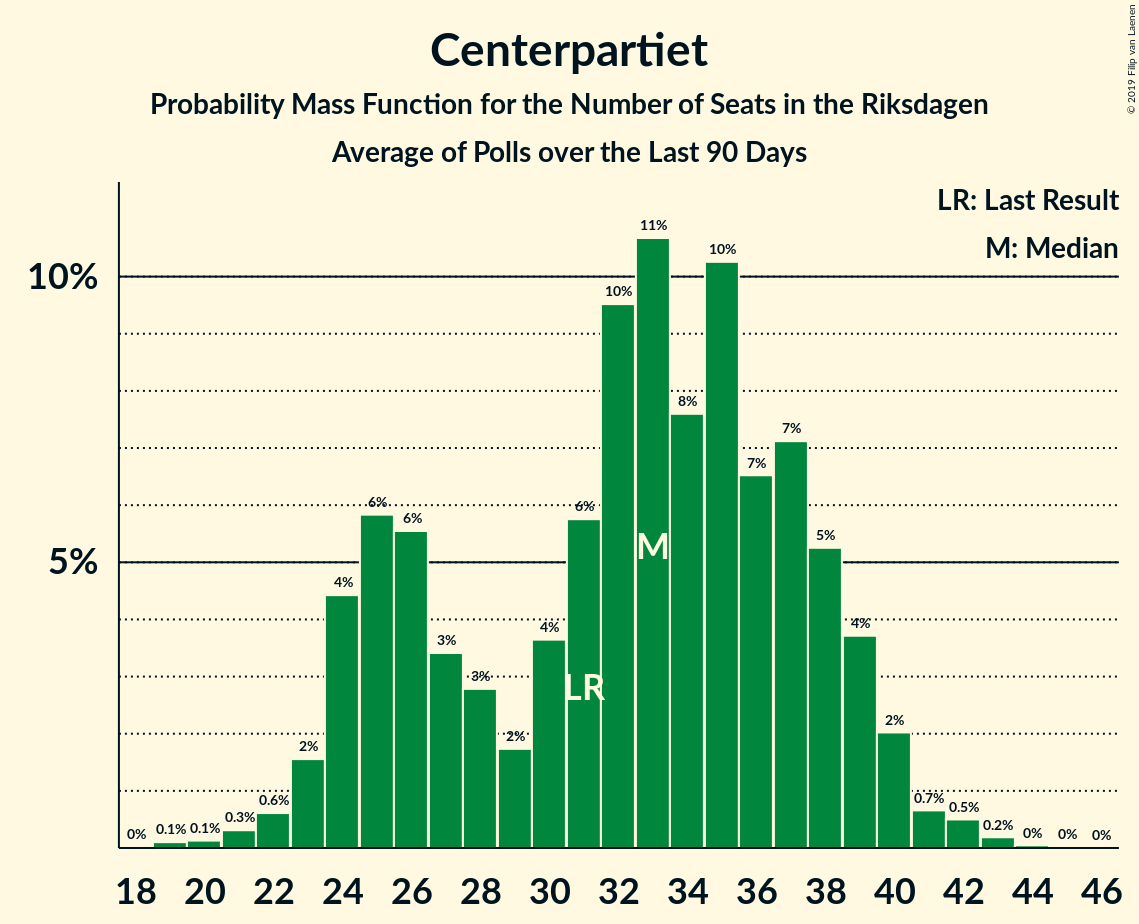 Centerpartiet
Probability Mass Function for the Number of Seats in the Riksdagen
Average of Polls over the Last 90 Days
© 2019 Filip van Laenen
LR: Last Result
M: Median
10%
5%
0% 0.1% 0.1% 0.3% 0.6% 2% 4% 6% 6% 3% 3% 2% 4% 6% 10% 11% 8% 10% 7% 7% 5% 4% 2% 0.7% 0.5% 0.2% 0% 0% 0%
M
LR
18 20 22 24 26 28 30 32 34 36 38 40 42 44 46